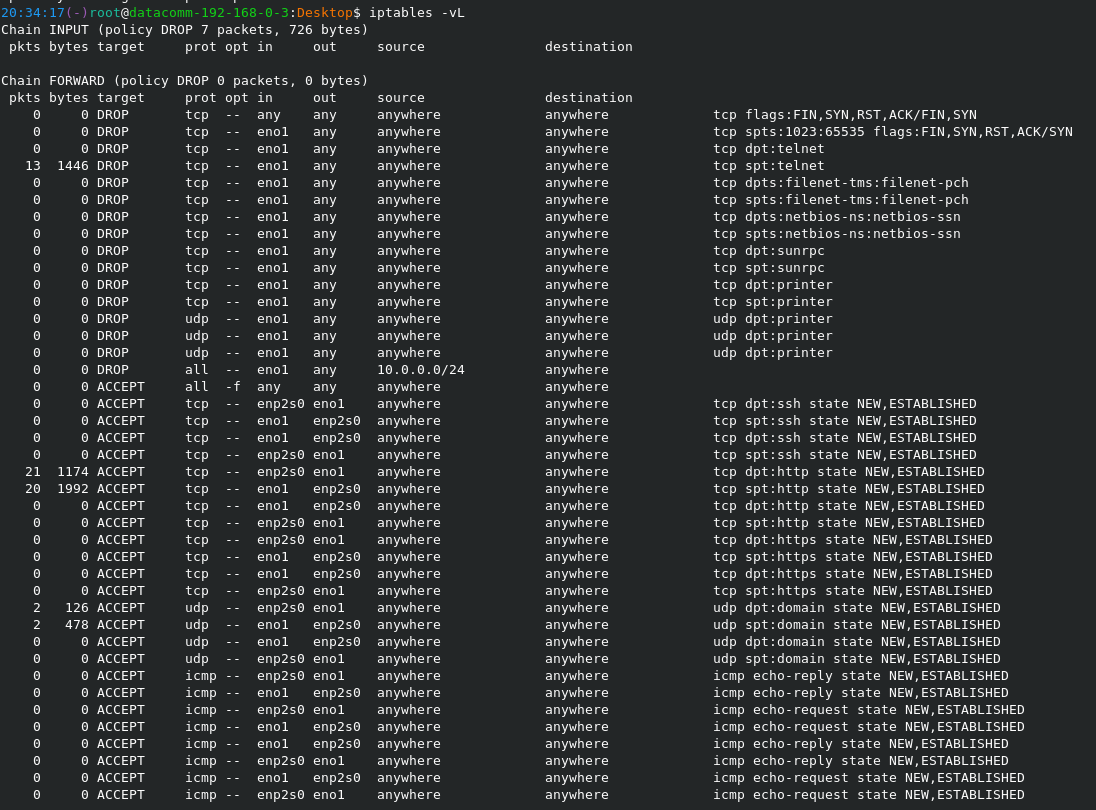 20:34:17(-)root@datacomm-192-168-0-3:Desktop$ iptables -vL
Chain INPUT (policy DROP 7 packets, 726 bytes)
 pkts bytes target     prot opt in     out     source               destination

Chain FORWARD (policy DROP 0 packets, 0 bytes)
 pkts bytes target     prot opt in     out     source               destination
    0     0 DROP       tcp  --  any    any     anywhere             anywhere             tcp flags:FIN,SYN,RST,ACK/FIN,SYN
    0     0 DROP       tcp  --  eno1   any     anywhere             anywhere             tcp spts:1023:65535 flags:FIN,SYN,RST,ACK/SYN
    0     0 DROP       tcp  --  eno1   any     anywhere             anywhere             tcp dpt:telnet
   13  1446 DROP       tcp  --  eno1   any     anywhere             anywhere             tcp spt:telnet
    0     0 DROP       tcp  --  eno1   any     anywhere             anywhere             tcp dpts:filenet-tms:filenet-pch
    0     0 DROP       tcp  --  eno1   any     anywhere             anywhere             tcp spts:filenet-tms:filenet-pch
    0     0 DROP       tcp  --  eno1   any     anywhere             anywhere             tcp dpts:netbios-ns:netbios-ssn
    0     0 DROP       tcp  --  eno1   any     anywhere             anywhere             tcp spts:netbios-ns:netbios-ssn
    0     0 DROP       tcp  --  eno1   any     anywhere             anywhere             tcp dpt:sunrpc
    0     0 DROP       tcp  --  eno1   any     anywhere             anywhere             tcp spt:sunrpc
    0     0 DROP       tcp  --  eno1   any     anywhere             anywhere             tcp dpt:printer
    0     0 DROP       tcp  --  eno1   any     anywhere             anywhere             tcp spt:printer
    0     0 DROP       udp  --  eno1   any     anywhere             anywhere             udp dpt:printer
    0     0 DROP       udp  --  eno1   any     anywhere             anywhere             udp dpt:printer
    0     0 DROP       udp  --  eno1   any     anywhere             anywhere             udp dpt:printer
    0     0 DROP       all  --  eno1   any     10.0.0.0/24          anywhere
    0     0 ACCEPT     all  -f  any    any     anywhere             anywhere
    0     0 ACCEPT     tcp  --  enp2s0 eno1    anywhere             anywhere             tcp dpt:ssh state NEW,ESTABLISHED
    0     0 ACCEPT     tcp  --  eno1   enp2s0  anywhere             anywhere             tcp spt:ssh state NEW,ESTABLISHED
    0     0 ACCEPT     tcp  --  eno1   enp2s0  anywhere             anywhere             tcp dpt:ssh state NEW,ESTABLISHED
    0     0 ACCEPT     tcp  --  enp2s0 eno1    anywhere             anywhere             tcp spt:ssh state NEW,ESTABLISHED
   21  1174 ACCEPT     tcp  --  enp2s0 eno1    anywhere             anywhere             tcp dpt:http state NEW,ESTABLISHED
   20  1992 ACCEPT     tcp  --  eno1   enp2s0  anywhere             anywhere             tcp spt:http state NEW,ESTABLISHED
    0     0 ACCEPT     tcp  --  eno1   enp2s0  anywhere             anywhere             tcp dpt:http state NEW,ESTABLISHED
    0     0 ACCEPT     tcp  --  enp2s0 eno1    anywhere             anywhere             tcp spt:http state NEW,ESTABLISHED
    0     0 ACCEPT     tcp  --  enp2s0 eno1    anywhere             anywhere             tcp dpt:https state NEW,ESTABLISHED
    0     0 ACCEPT     tcp  --  eno1   enp2s0  anywhere             anywhere             tcp spt:https state NEW,ESTABLISHED
    0     0 ACCEPT     tcp  --  eno1   enp2s0  anywhere             anywhere             tcp dpt:https state NEW,ESTABLISHED
    0     0 ACCEPT     tcp  --  enp2s0 eno1    anywhere             anywhere             tcp spt:https state NEW,ESTABLISHED
    2   126 ACCEPT     udp  --  enp2s0 eno1    anywhere             anywhere             udp dpt:domain state NEW,ESTABLISHED
    2   478 ACCEPT     udp  --  eno1   enp2s0  anywhere             anywhere             udp spt:domain state NEW,ESTABLISHED
    0     0 ACCEPT     udp  --  eno1   enp2s0  anywhere             anywhere             udp dpt:domain state NEW,ESTABLISHED
    0     0 ACCEPT     udp  --  enp2s0 eno1    anywhere             anywhere             udp spt:domain state NEW,ESTABLISHED
    0     0 ACCEPT     icmp --  enp2s0 eno1    anywhere             anywhere             icmp echo-reply state NEW,ESTABLISHED
    0     0 ACCEPT     icmp --  eno1   enp2s0  anywhere             anywhere             icmp echo-reply state NEW,ESTABLISHED
    0     0 ACCEPT     icmp --  enp2s0 eno1    anywhere             anywhere             icmp echo-request state NEW,ESTABLISHED
    0     0 ACCEPT     icmp --  eno1   enp2s0  anywhere             anywhere             icmp echo-request state NEW,ESTABLISHED
    0     0 ACCEPT     icmp --  eno1   enp2s0  anywhere             anywhere             icmp echo-reply state NEW,ESTABLISHED
    0     0 ACCEPT     icmp --  enp2s0 eno1    anywhere             anywhere             icmp echo-reply state NEW,ESTABLISHED
    0     0 ACCEPT     icmp --  eno1   enp2s0  anywhere             anywhere             icmp echo-request state NEW,ESTABLISHED
    0     0 ACCEPT     icmp --  enp2s0 eno1    anywhere             anywhere             icmp echo-request state NEW,ESTABLISHED